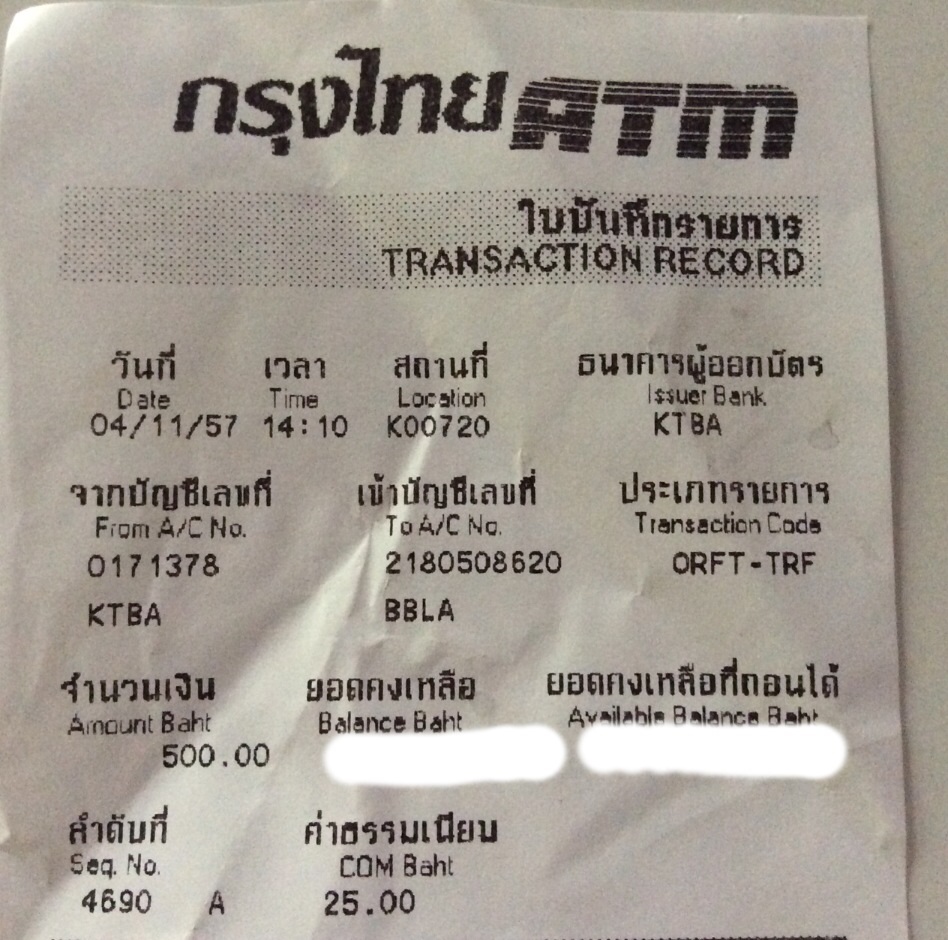 กรุงไทย ATM
ใบบันทึกรายการ
TRANSACTION RECORD
วันที่ เวลา สถานที่ ธนาคารผู้ออกบัตร
Date Time Location Issuer Bank
04/11/57 14:10 K00720 KTBA
จากบัญชีเลขที่ เข้าบัญชีเลขที่ ประเภทรายการ
From A/C No. To A/C No. Transaction Code
0171378 2180508620 ORFT-TRF
KTBA BBLA
จำนวนเงิน ยอดคงเหลือ ยอดคงเหลือที่ถอนได้
Amount Baht Balance Baht Available Balance Baht
500.00
ลำดับที่ ค่าธรรมเนียม
Seq. No. COM Baht
4690 A 25.00